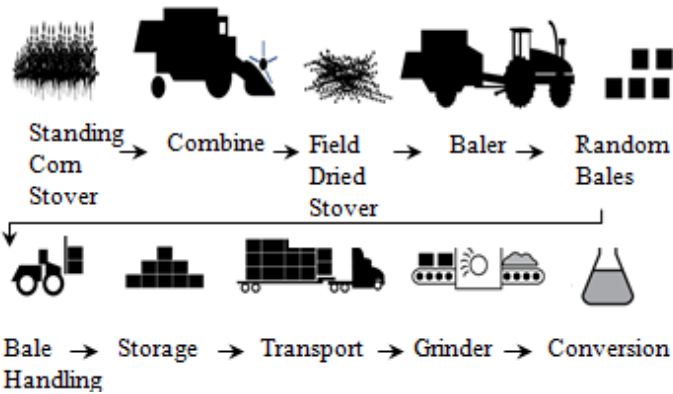 Standing Corn Stover → Combine → Field Dried Stover → Baler → Random Bales
Bale Handling → Storage → Transport → Grinder → Conversion